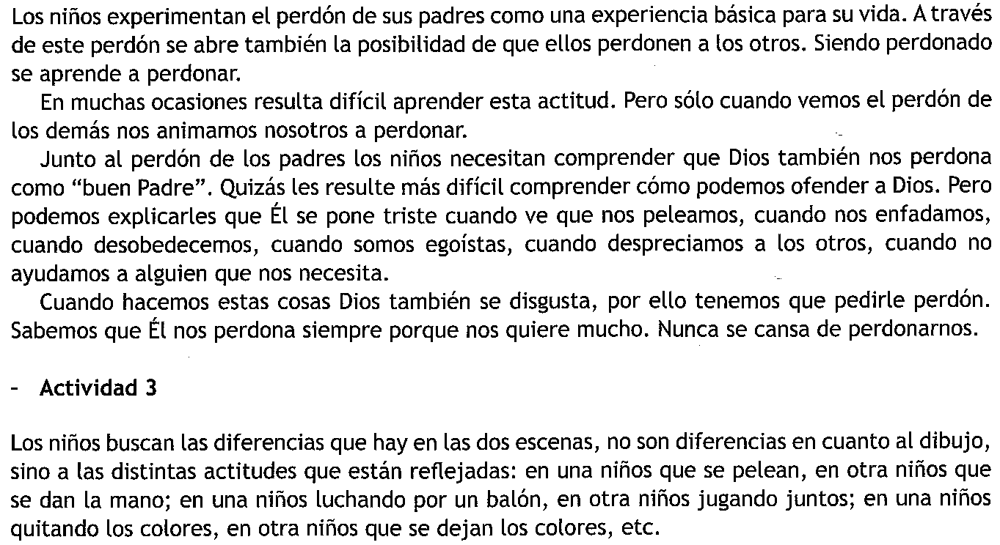 Los niños experimentan el perdón de sus padres como una experiencia básica para su vida. A través
de este perdón se abre también la posibilidad de que ellos perdonen a los otros. Siendo perdonado
se aprende a perdonar.
En muchas ocasiones resulta difícil aprender esta actitud. Pero sólo cuando vemos el perdón de
los demás nos animamos nosotros a perdonar.
Junto al perdón de los padres los niños necesitan comprender que Dios también nos perdona
como “buen Padre”. Quizás les resulte más difícil comprender cómo podemos ofender a Dios. Pero
podemos explicarles que Él se pone triste cuando ve que nos peleamos, cuando nos enfadamos,
cuando desobedecemos, cuando somos egoístas, cuando despreciamos a los otros, cuando no
ayudamos a alguien que nos necesita.
Cuando hacemos estas cosas Dios también se disgusta, por ello tenemos que pedirle perdón.
Sabemos que Él nos perdona siempre porque nos quiere mucho. Nunca se cansa de perdonarnos.
- Actividad 3
Los niños buscan las diferencias que hay en las dos escenas, no son diferencias en cuanto al dibujo,
sino a las distintas actitudes que están reflejadas: en una niños que se pelean, en otra niños que
se dan la mano; en una niños luchando por un balón, en otra niños jugando juntos; en una niños
quitando los colores, en otra niños que se dejan los colores, etc.